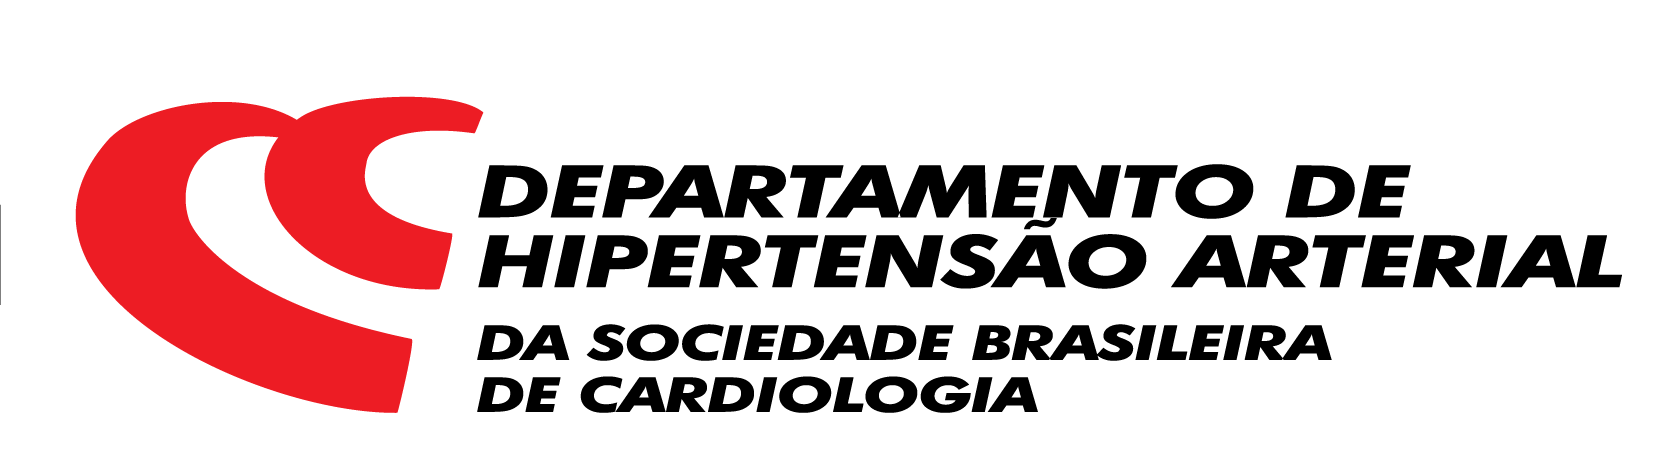 DEPARTAMENTO DE
HIPERTENSÃO ARTERIAL
DA SOCIEDADE BRASILEIRA
DE CARDIOLOGIA